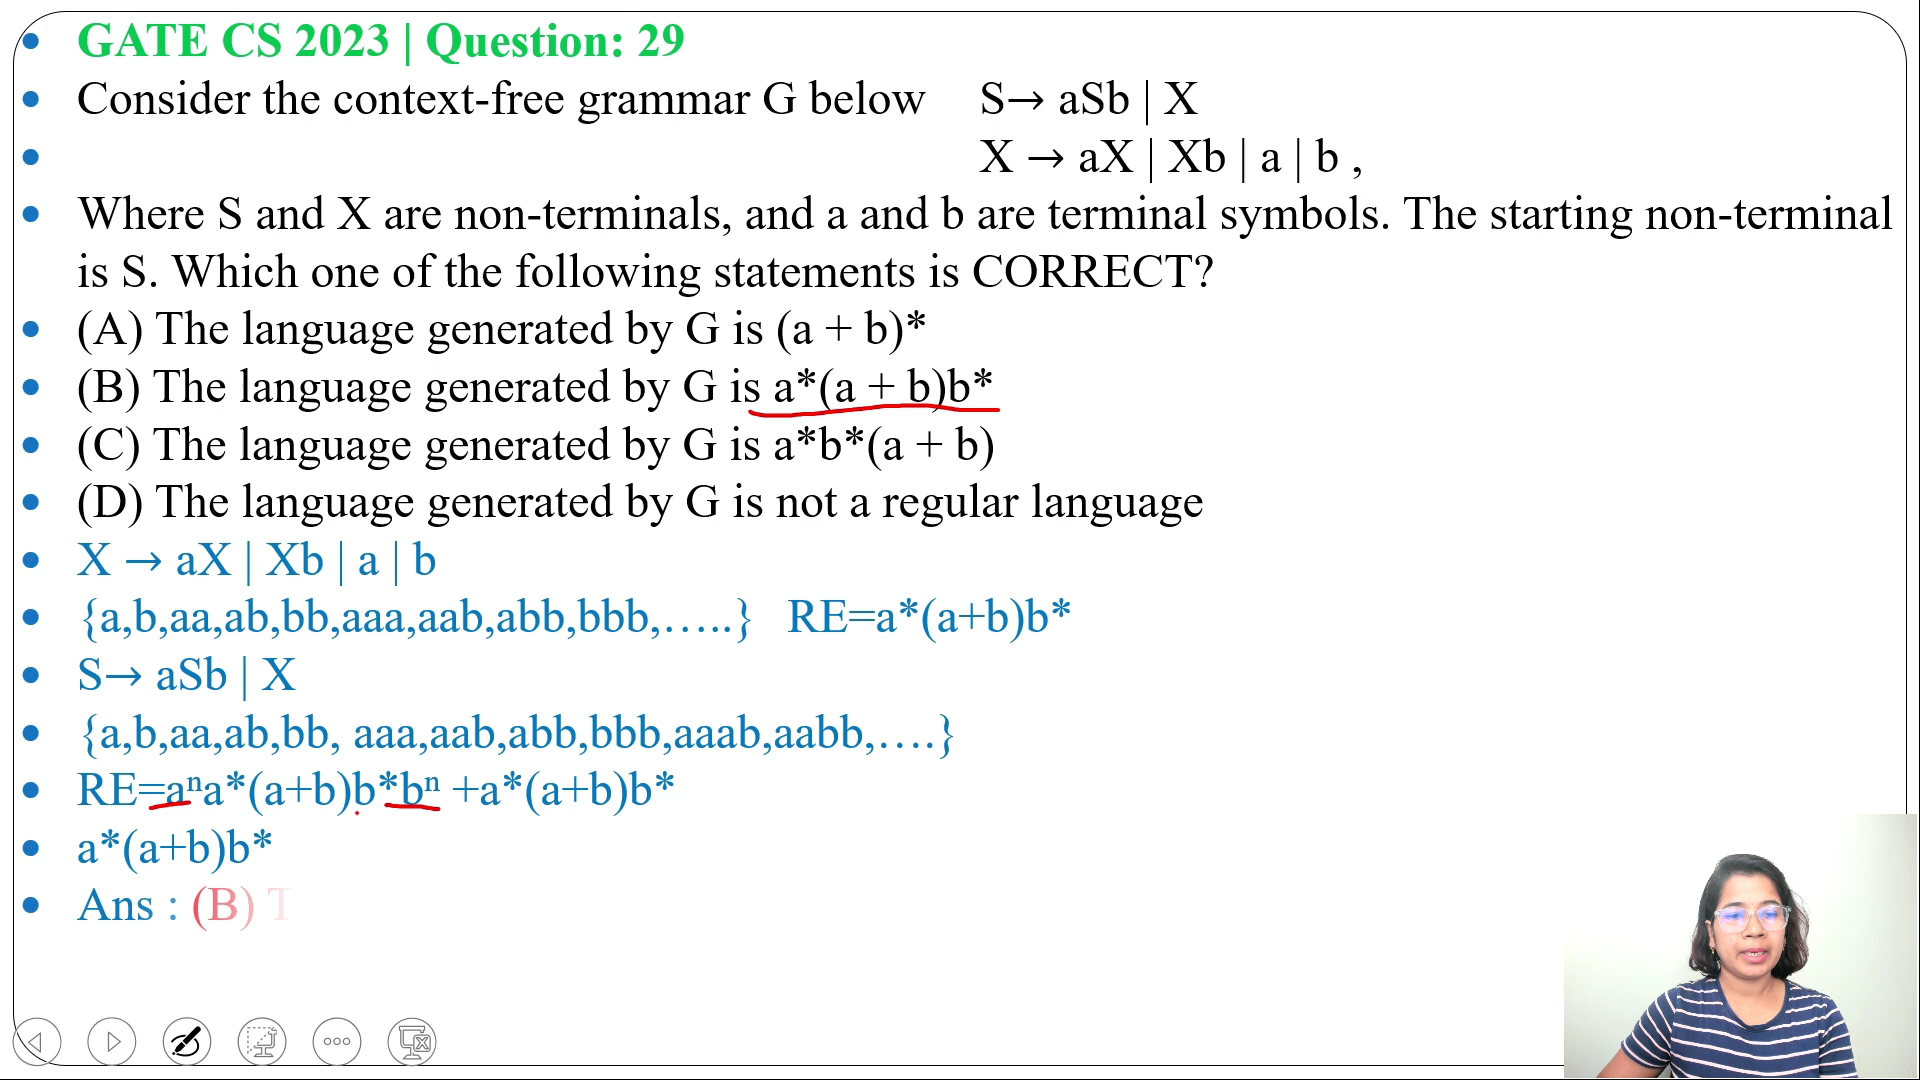 GATE CS 2023 | Question: 29
Consider the context-free grammar G below S→ aSb | X
X → aX | Xb | a | b ,
Where S and X are non-terminals, and a and b are terminal symbols. The starting non-terminal
is S. Which one of the following statements is CORRECT?
(A) The language generated by G is (a + b)*
(B) The language generated by G is a*(a + b)b*
(C) The language generated by G is a*b*(a + b)
(D) The language generated by G is not a regular language
X → aX | Xb | a | b
{a,b,aa,ab,bb,aaa,aab,abb,bbb,…..} RE=a*(a+b)b*
S→ aSb | X
{a,b,aa,ab,bb, aaa,aab,abb,bbb,aaab,aabb,….}
RE=aⁿa*(a+b)b*bⁿ +a*(a+b)b*
a*(a+b)b*
Ans : (B) T